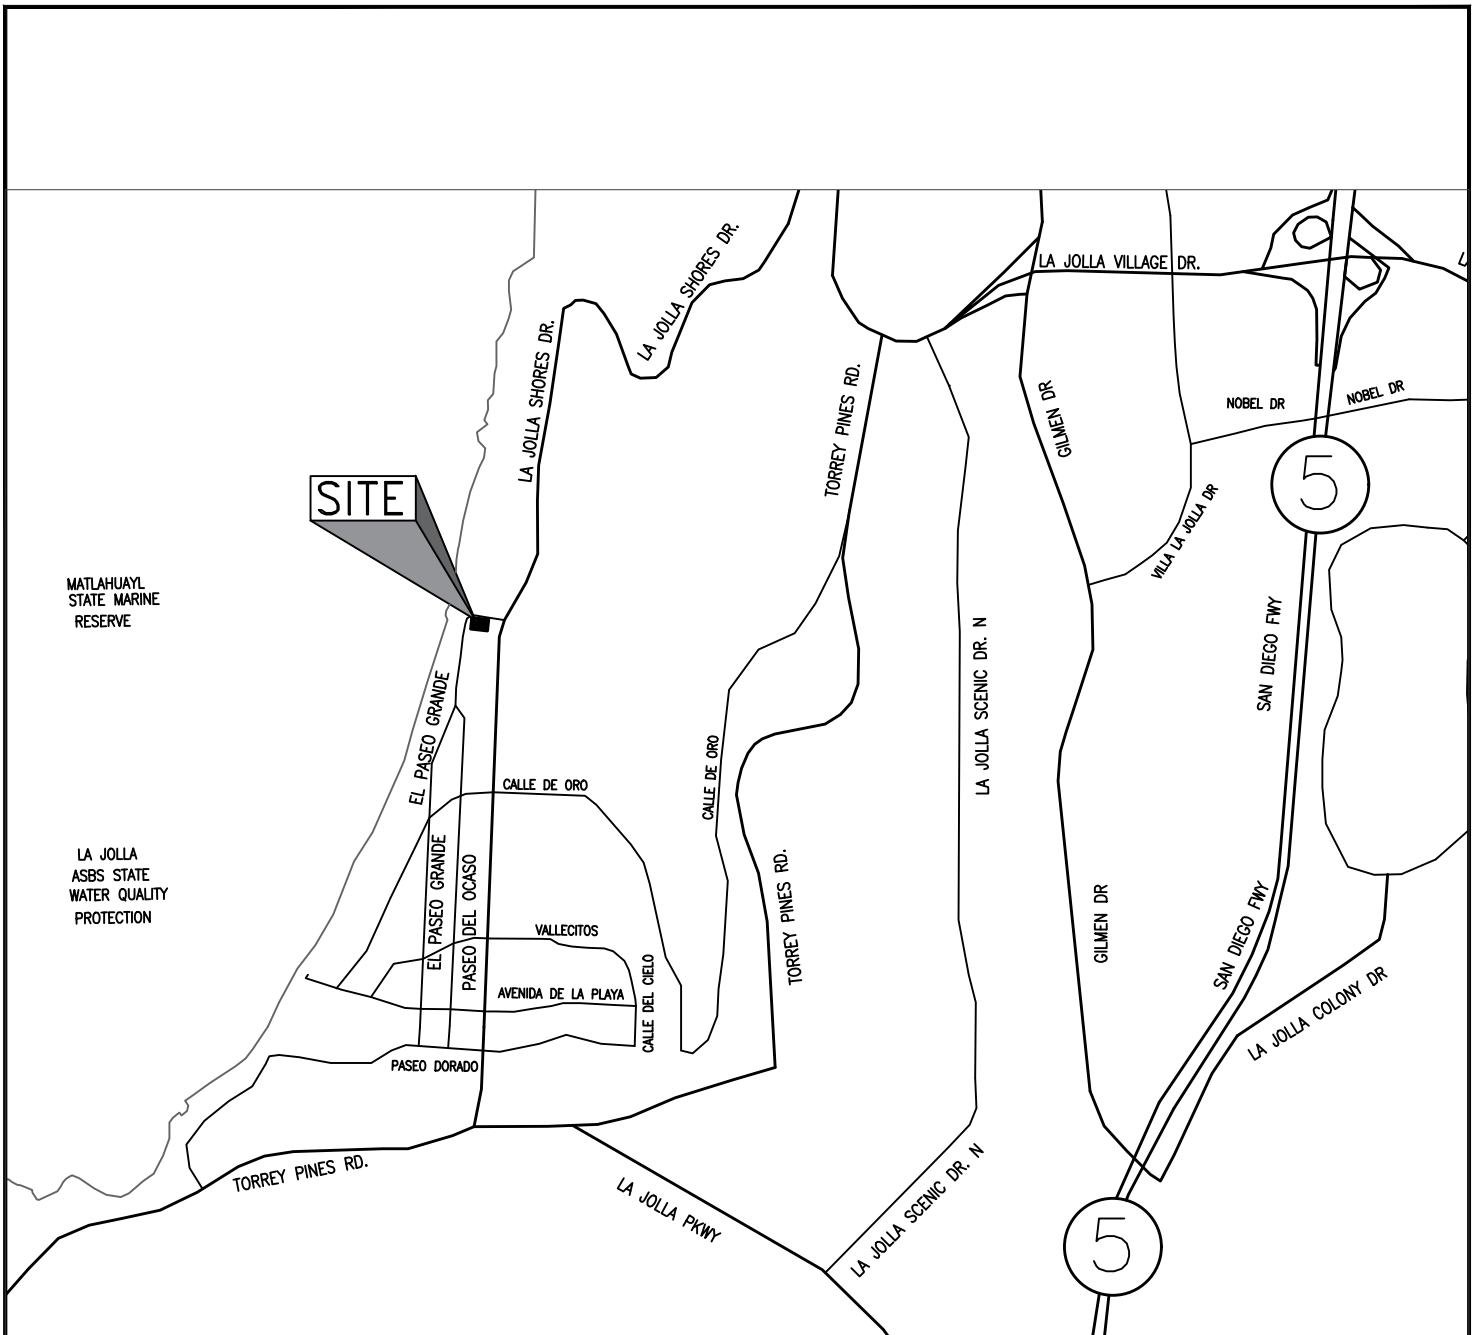 LA JOLLA SHORES DR.
LA JOLLA VILLAGE DR.
LA JOLLA SHORES DR.
TORREY PINES RD.
GILMEN DR
NOBEL DR
NOBEL DR
SITE
5
VILLA LA JOLLA DR
MATLAHUAYL
STATE MARINE
RESERVE
SAN DIEGO FWY
LA JOLLA SCENIC DR. N
EL PASEO GRANDE
CALLE DE ORO
CALLE DE ORO
LA JOLLA
ASBS STATE
WATER QUALITY
PROTECTION
EL PASEO GRANDE
PASEO DEL OCASO
TORREY PINES RD.
GILMEN DR
SAN DIEGO FWY
VALLECITOS
AVENIDA DE LA PLAYA
CALLE DEL CIELO
LA JOLLA COLONY DR
PASEO DORADO
TORREY PINES RD.
LA JOLLA PKWY
LA JOLLA SCENIC DR. N
5